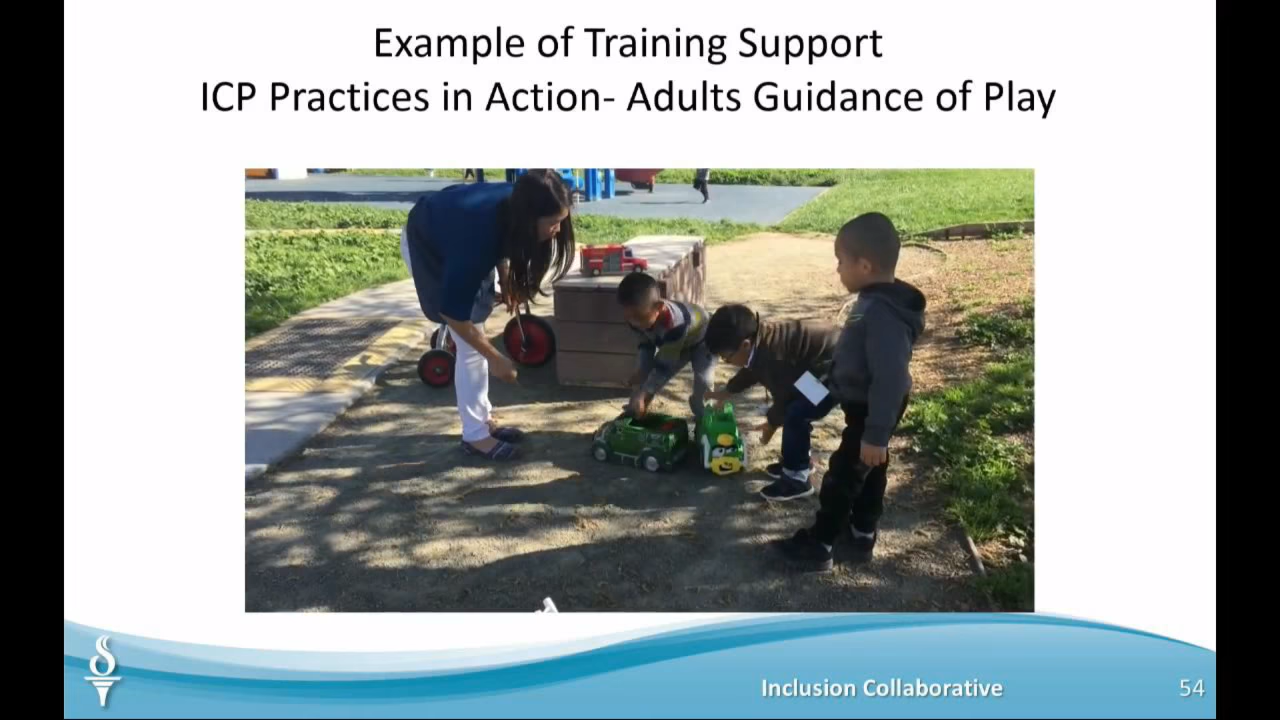 Example of Training Support
ICP Practices in Action- Adults Guidance of Play
Inclusion Collaborative
54